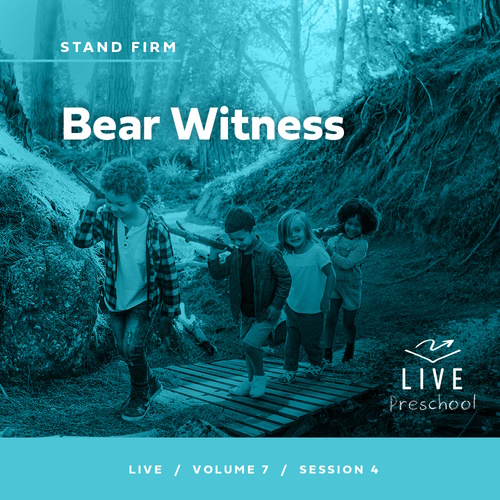 STAND FIRM
Bear Witness
LIVE
Preschool
LIVE / VOLUME 7 / SESSION 4